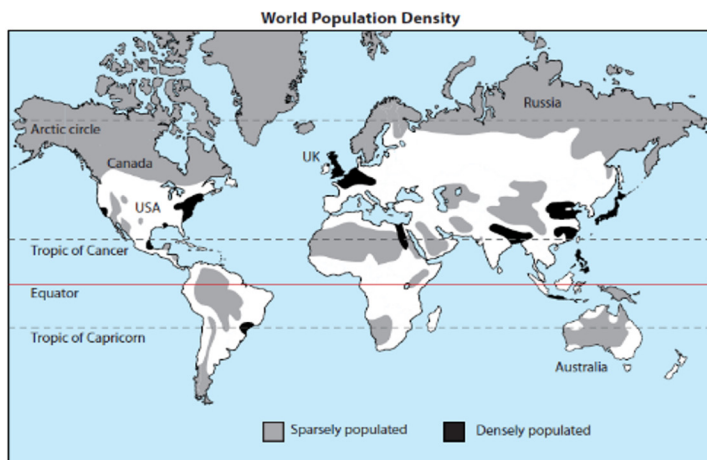 World Population Density
Arctic circle
Russia
Canada
UK
USA
Tropic of Cancer
Equator
Tropic of Capricorn
Australia
Sparsely populated
Densely populated